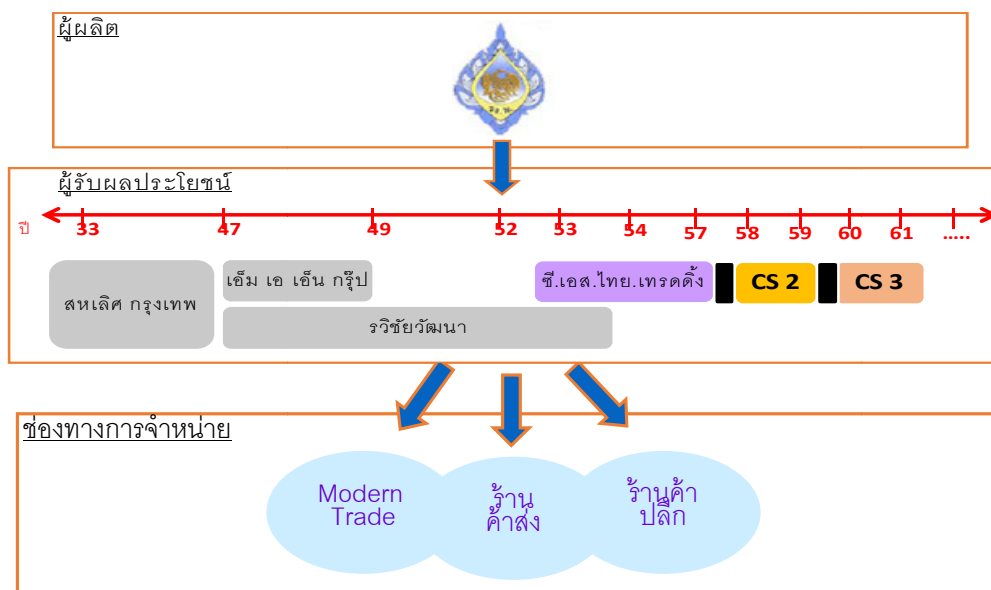 ผู้ผลิต
ผู้รับผลประโยชน์
ปี 33 47 49 52 53 54 57 58 59 60 61 .....
สหเลิศ กรุงเทพ
เอ็ม เอ เอ็น กรุ๊ป
รวิชัยวัฒนา
ซี.เอส.ไทย.เทรดดิ้ง
CS 2
CS 3
ช่องทางการจำหน่าย
Modern
Trade
ร้าน
ค้าส่ง
ร้านค้า
ปลีก